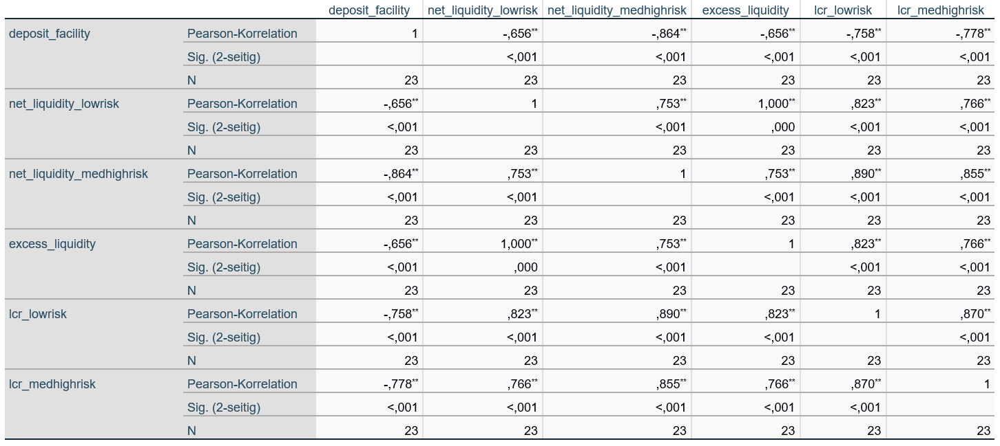 deposit_facility net_liquidity_lowrisk net_liquidity_medhighrisk excess_liquidity lcr_lowrisk lcr_medhighrisk
deposit_facility Pearson-Korrelation 1 -,656** -,864** -,656** -,758** -,778**
Sig. (2-seitig) <,001 <,001 <,001 <,001 <,001
N 23 23 23 23 23 23
net_liquidity_lowrisk Pearson-Korrelation -,656** 1 ,753** 1,000** ,823** ,766**
Sig. (2-seitig) <,001 <,001 ,000 <,001 <,001
N 23 23 23 23 23 23
net_liquidity_medhighrisk Pearson-Korrelation -,864** ,753** 1 ,753** ,890** ,855**
Sig. (2-seitig) <,001 <,001 <,001 <,001 <,001
N 23 23 23 23 23 23
excess_liquidity Pearson-Korrelation -,656** 1,000** ,753** 1 ,823** ,766**
Sig. (2-seitig) <,001 ,000 <,001 <,001 <,001
N 23 23 23 23 23 23
lcr_lowrisk Pearson-Korrelation -,758** ,823** ,890** ,823** 1 ,870**
Sig. (2-seitig) <,001 <,001 <,001 <,001 <,001
N 23 23 23 23 23 23
lcr_medhighrisk Pearson-Korrelation -,778** ,766** ,855** ,766** ,870** 1
Sig. (2-seitig) <,001 <,001 <,001 <,001 <,001
N 23 23 23 23 23 23